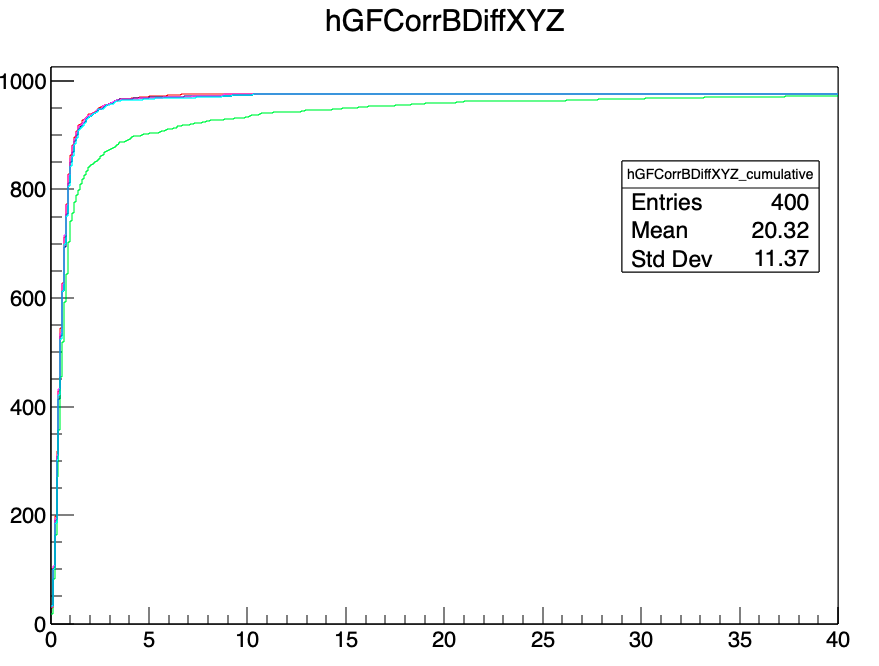 hGFCorrBDiffXYZ
1000
800
600
400
200
0
hGFCorrBDiffXYZ_cumulative
Entries 400
Mean 20.32
Std Dev 11.37
0 5 10 15 20 25 30 35 40